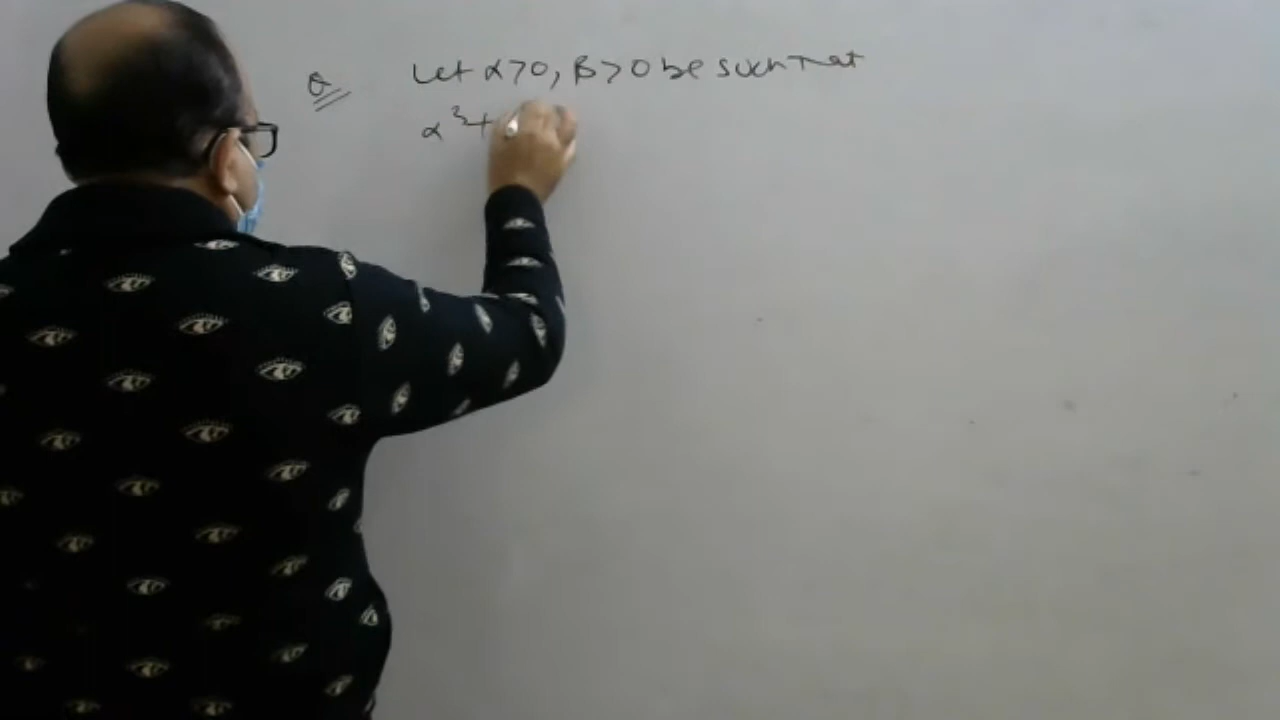 Q Let α>0, β>0 be such that
α³+